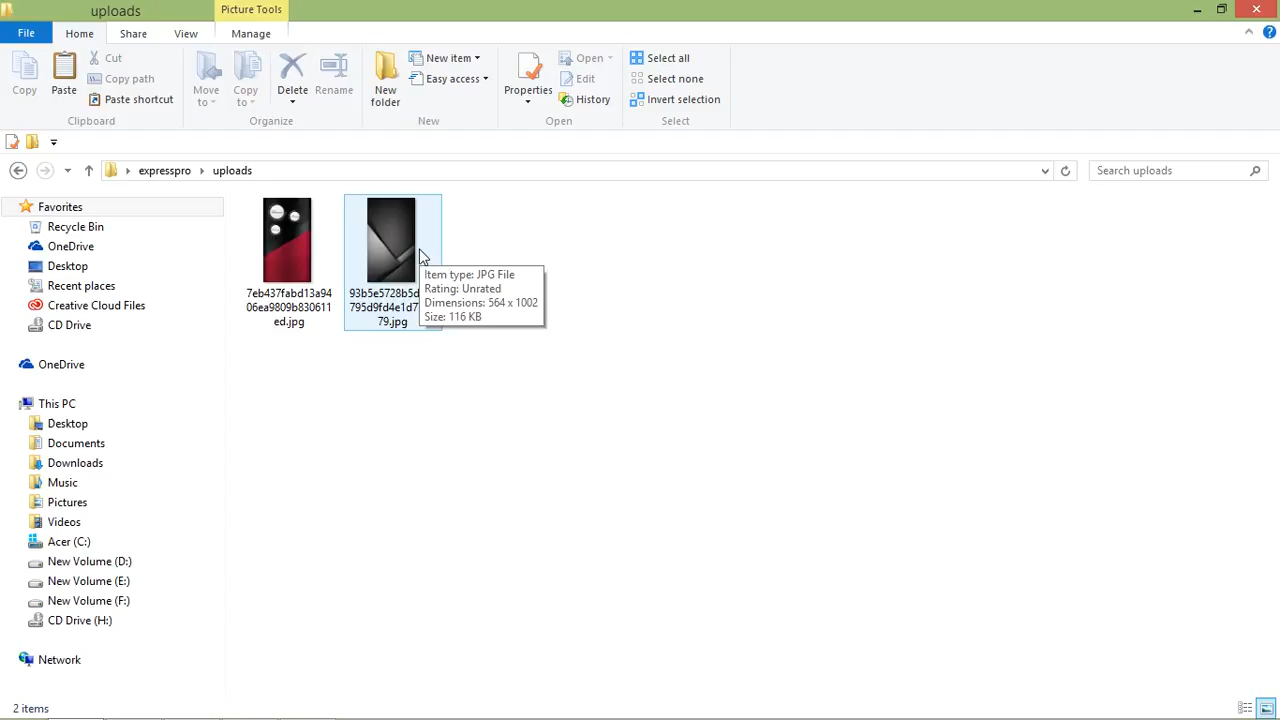 uploads
Picture Tools
File
Home
Share
View
Manage
Copy
Paste
Cut
Copy path
Paste shortcut
Clipboard
Move to
Copy to
Delete
Rename
Organize
New folder
New item
Easy access
New
Properties
Open
Edit
History
Open
Select all
Select none
Invert selection
Select
expresspro
uploads
Search uploads
Favorites
Recycle Bin
OneDrive
Desktop
Recent places
Creative Cloud Files
CD Drive
OneDrive
This PC
Desktop
Documents
Downloads
Music
Pictures
Videos
Acer (C:)
New Volume (D:)
New Volume (E:)
New Volume (F:)
CD Drive (H:)
Network
7eb437fabd13a94
06ea9809b830611
ed.jpg
93b5e5728b5d
795d9fd4e1d7
79.jpg
Item type: JPG File
Rating: Unrated
Dimensions: 564 x 1002
Size: 116 KB
2 items